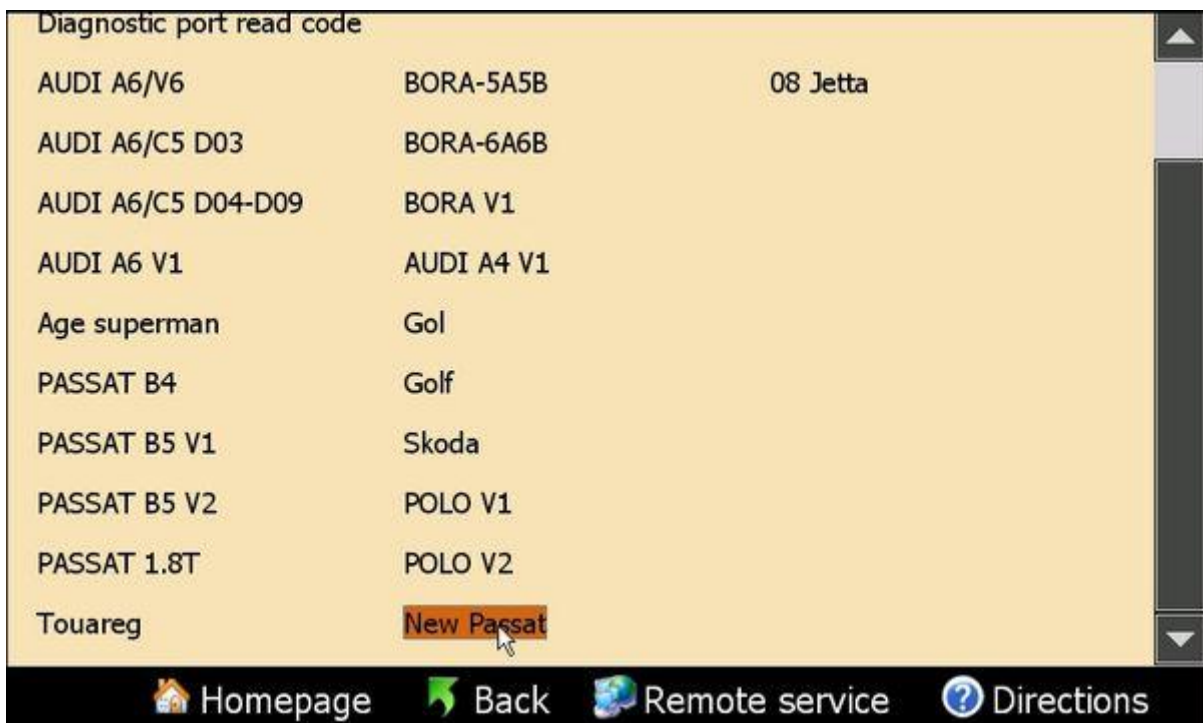 Diagnostic port read code
AUDI A6/V6 BORA-5A5B 08 Jetta
AUDI A6/C5 D03 BORA-6A6B
AUDI A6/C5 D04-D09 BORA V1
AUDI A6 V1 AUDI A4 V1
Age superman Gol
PASSAT B4 Golf
PASSAT B5 V1 Skoda
PASSAT B5 V2 POLO V1
PASSAT 1.8T POLO V2
Touareg New Passat
Homepage Back Remote service Directions